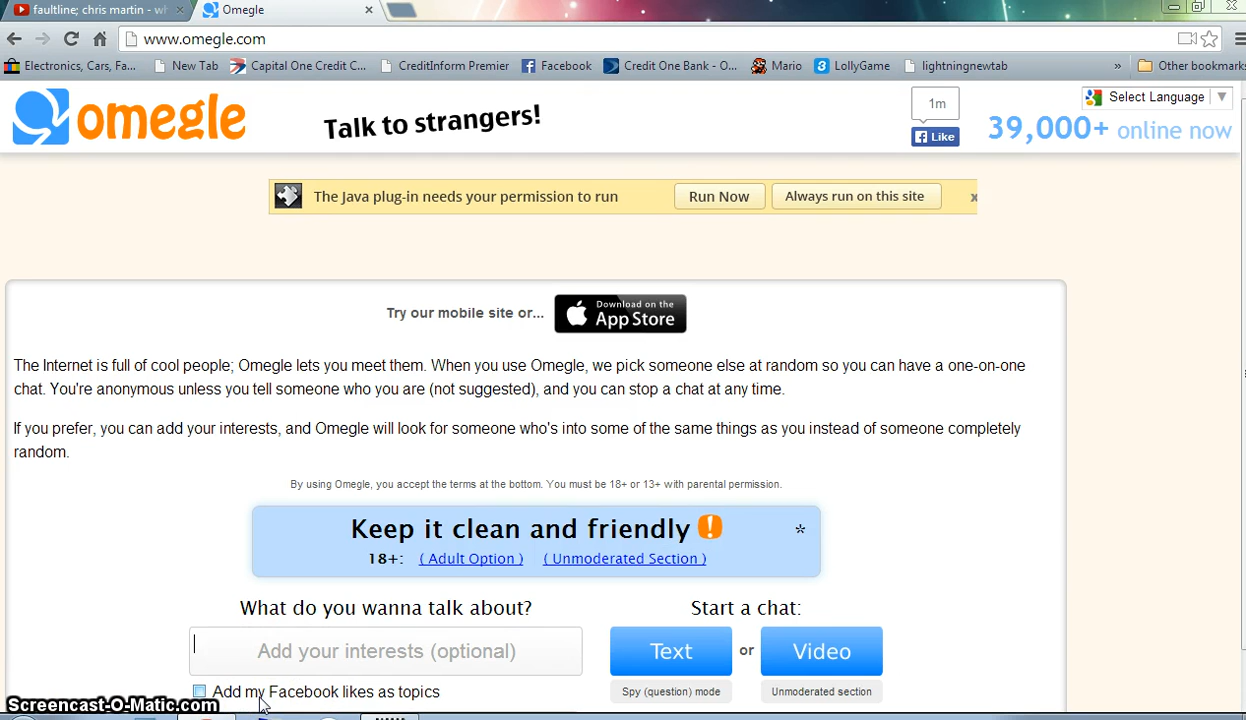 faultline; chris martin - wh
Omegle
www.omegle.com
Electronics, Cars, Fa... New Tab Capital One Credit C... CreditInform Premier Facebook Credit One Bank - O... Mario LollyGame lightningnewtab » Other bookmarks
omegle Talk to strangers! 1m Like Select Language 39,000+ online now
The Java plug-in needs your permission to run Run Now Always run on this site x
Try our mobile site or... Download on the App Store
The Internet is full of cool people; Omegle lets you meet them. When you use Omegle, we pick someone else at random so you can have a one-on-one
chat. You're anonymous unless you tell someone who you are (not suggested), and you can stop a chat at any time.
If you prefer, you can add your interests, and Omegle will look for someone who's into some of the same things as you instead of someone completely
random.
By using Omegle, you accept the terms at the bottom. You must be 18+ or 13+ with parental permission.
Keep it clean and friendly ! *
18+: ( Adult Option ) ( Unmoderated Section )
What do you wanna talk about? Start a chat:
Add your interests (optional) Text or Video
Add my Facebook likes as topics Spy (question) mode Unmoderated section
Screencast-O-Matic.com